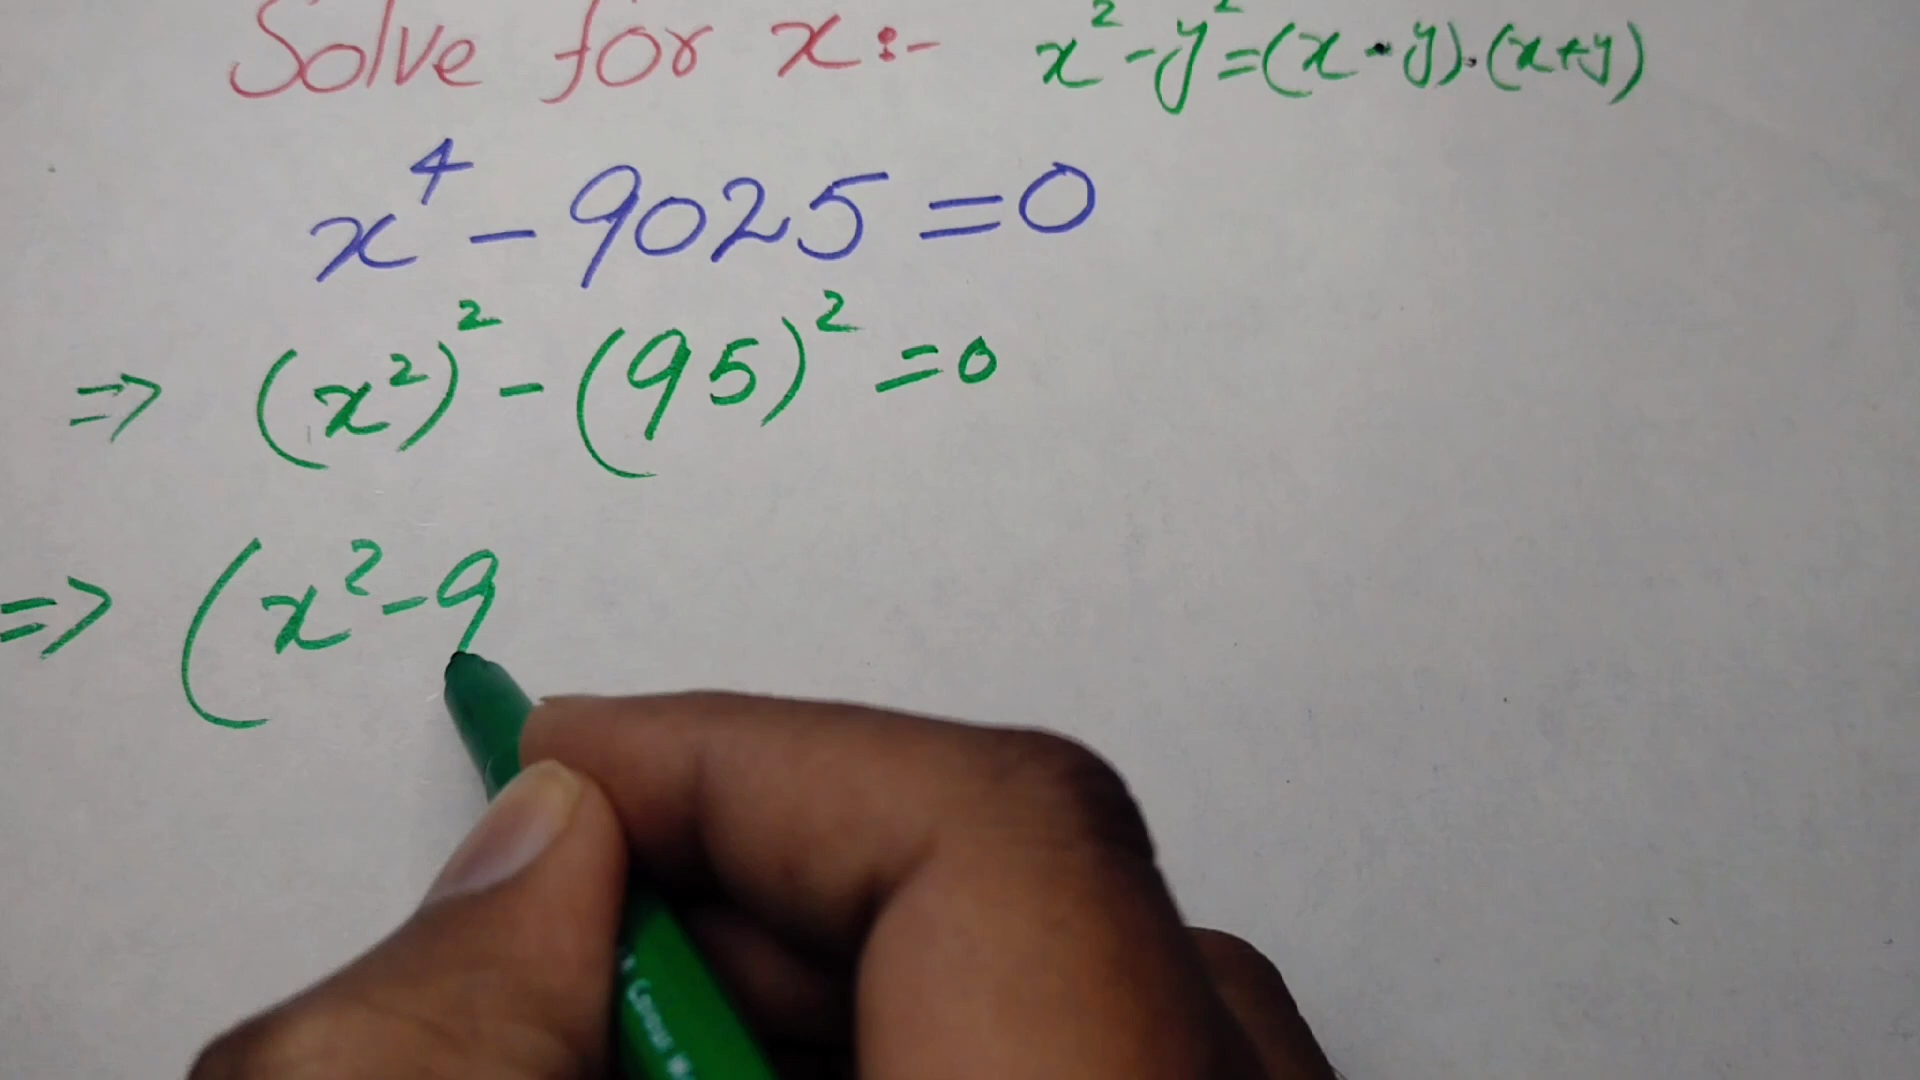 Solve for x:- x² - y² = (x - y).(x+y)
x⁴ - 9025 = 0
=> (x²)² - (95)² = 0
=> (x² - 9